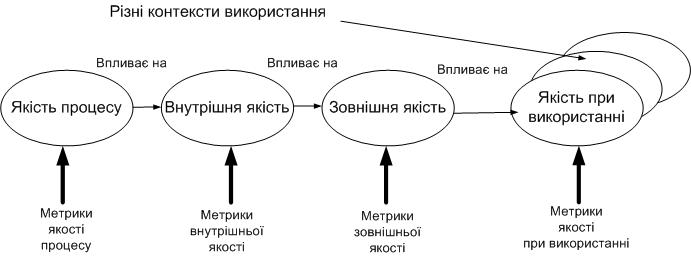 Різні контексти використання
Впливає на
Впливає на
Впливає на
Якість процесу
Внутрішня якість
Зовнішня якість
Якість при
використанні
Метрики
якості
процесу
Метрики
внутрішньої
якості
Метрики
зовнішньої
якості
Метрики
якості
при використанні